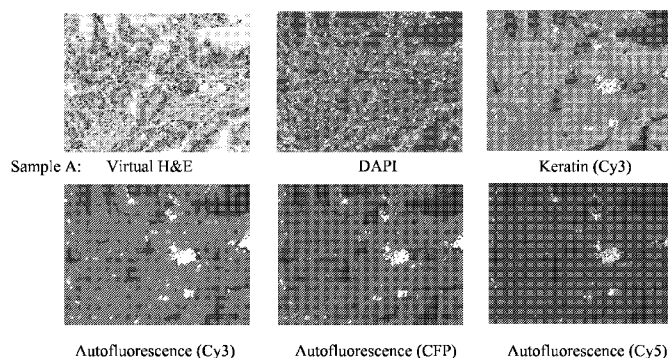 Sample A: Virtual H&E DAPI Keratin (Cy3)
Autofluorescence (Cy3) Autofluorescence (CFP) Autofluorescence (Cy5)